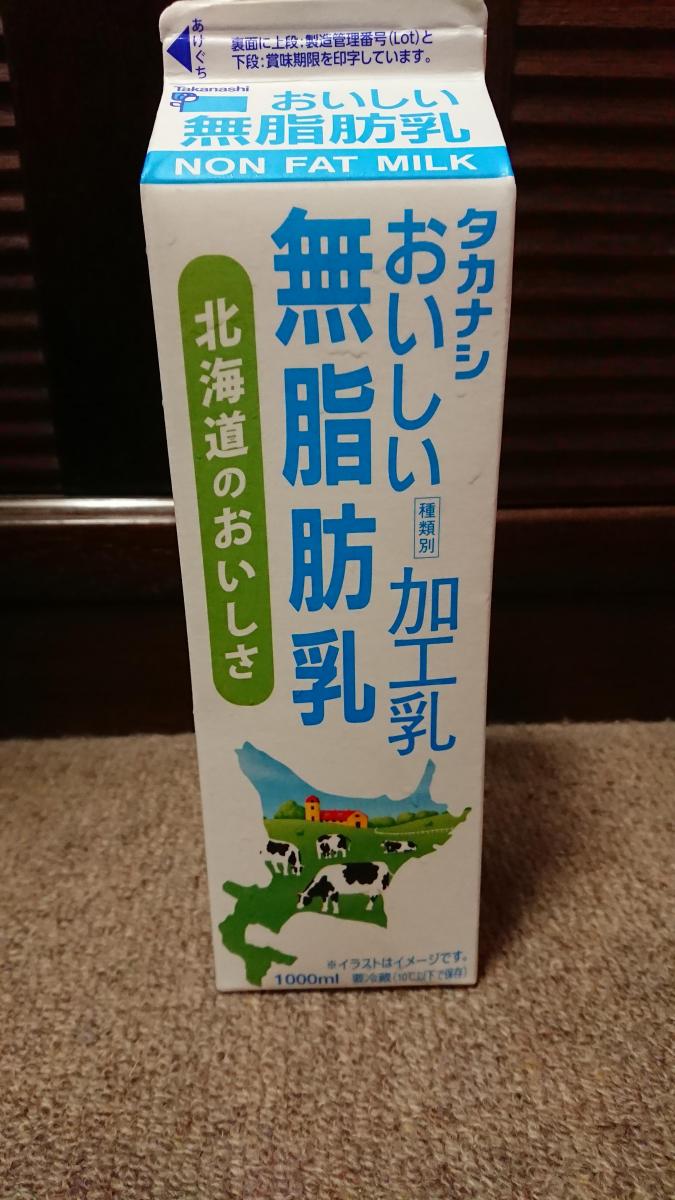 あけぐち
裏面に上段:製造管理番号(Lot)と
下段:賞味期限を印字しています。
Takanashi
おいしい
無脂肪乳
NON FAT MILK
タカナシ
おいしい
無脂肪乳
種類別
加工乳
北海道のおいしさ
※イラストはイメージです。
1000ml 要冷蔵(10℃以下で保存)